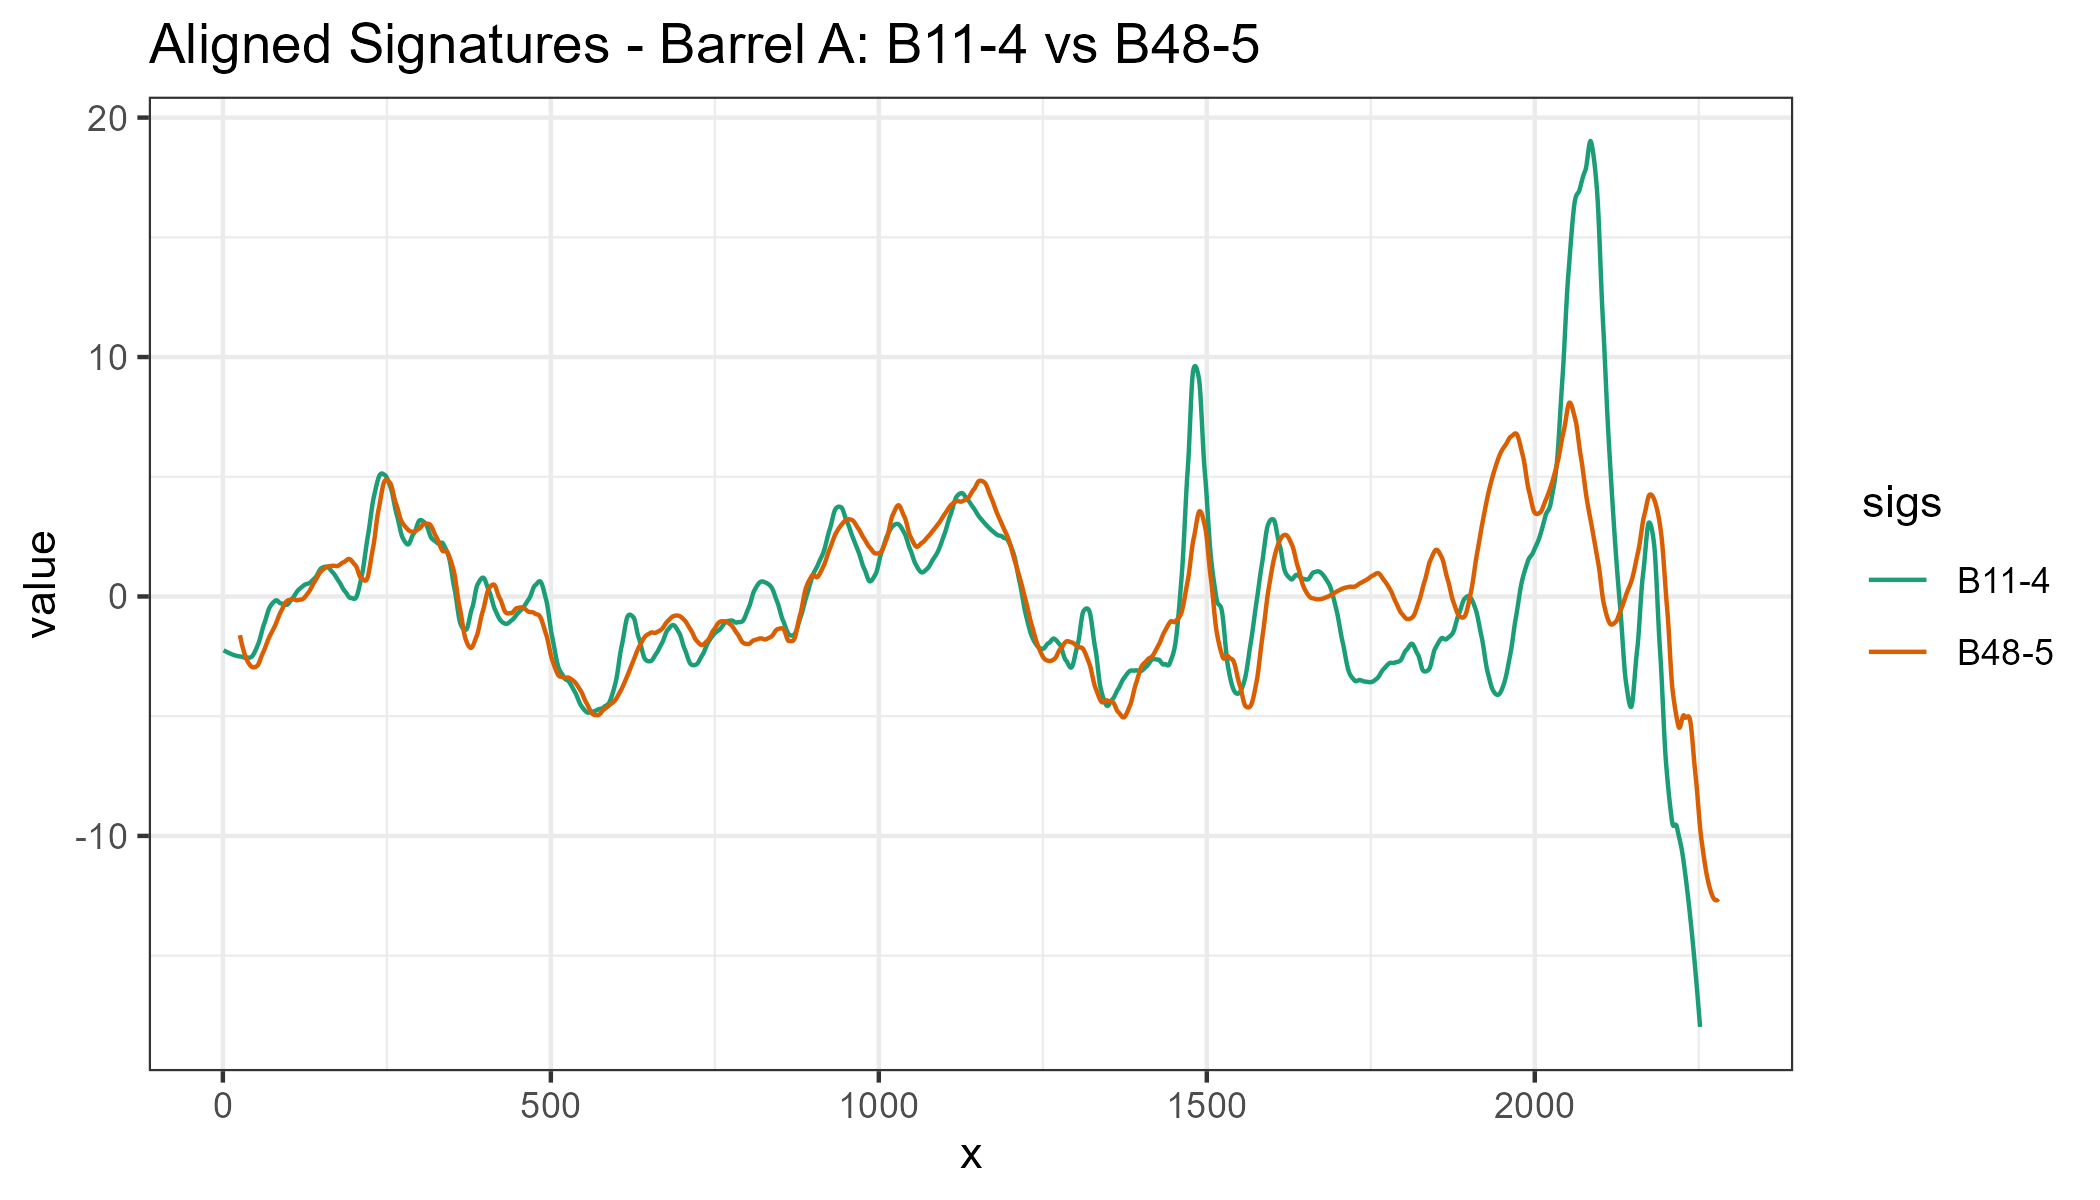 Aligned Signatures - Barrel A: B11-4 vs B48-5
20
10
0
-10
value
0 500 1000 1500 2000
x
sigs
B11-4
B48-5